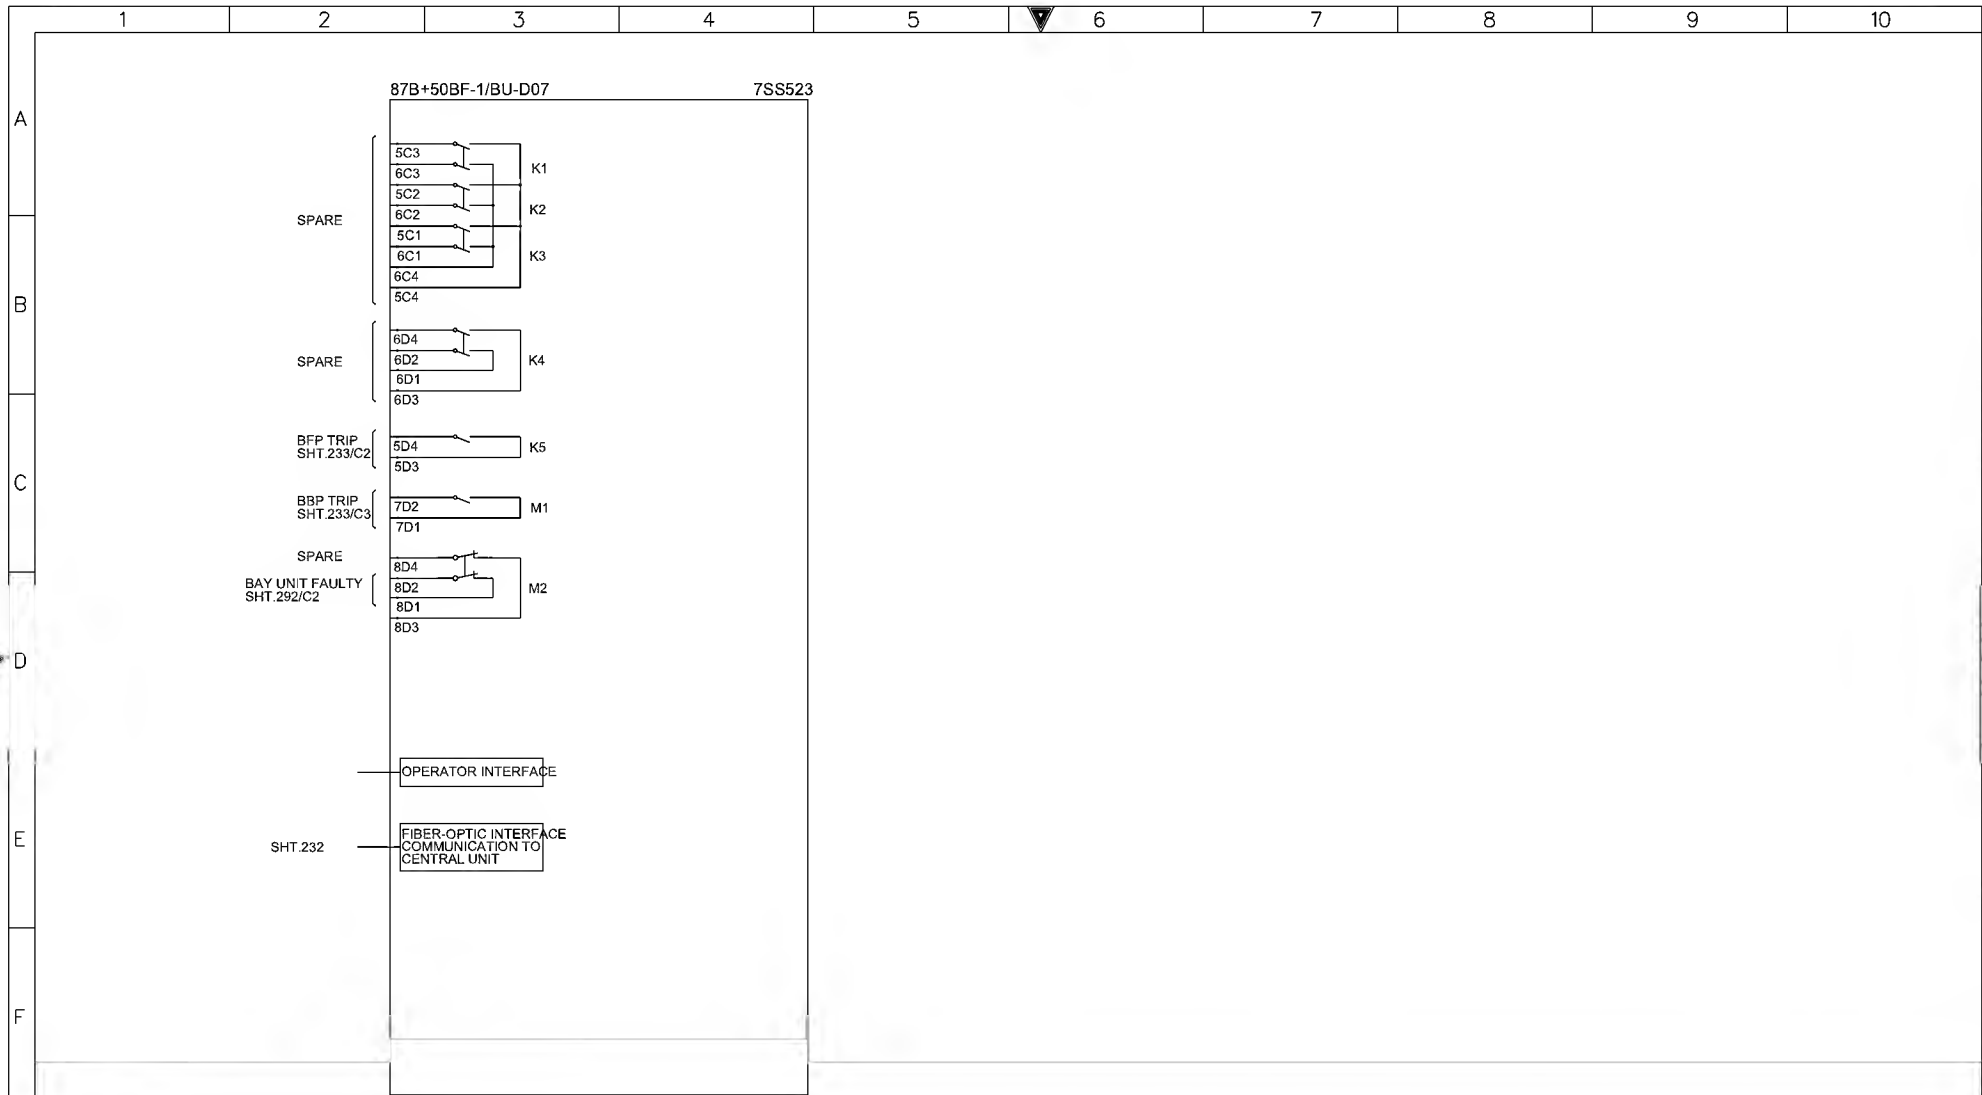 1 2 3 4 5 6 7 8 9 10
87B+50BF-1/BU-D07 7SS523
A
5C3
6C3
K1
5C2
SPARE
6C2
K2
5C1
6C1
K3
6C4
B
5C4
6D4
SPARE
6D2
K4
6D1
6D3
BFP TRIP
SHT.233/C2
5D4
K5
5D3
C
BBP TRIP
SHT.233/C3
7D2
M1
7D1
SPARE
8D4
BAY UNIT FAULTY
SHT.292/C2
8D2
M2
8D1
8D3
D
OPERATOR INTERFACE
E
SHT.232
FIBER-OPTIC INTERFACE
COMMUNICATION TO
CENTRAL UNIT
F